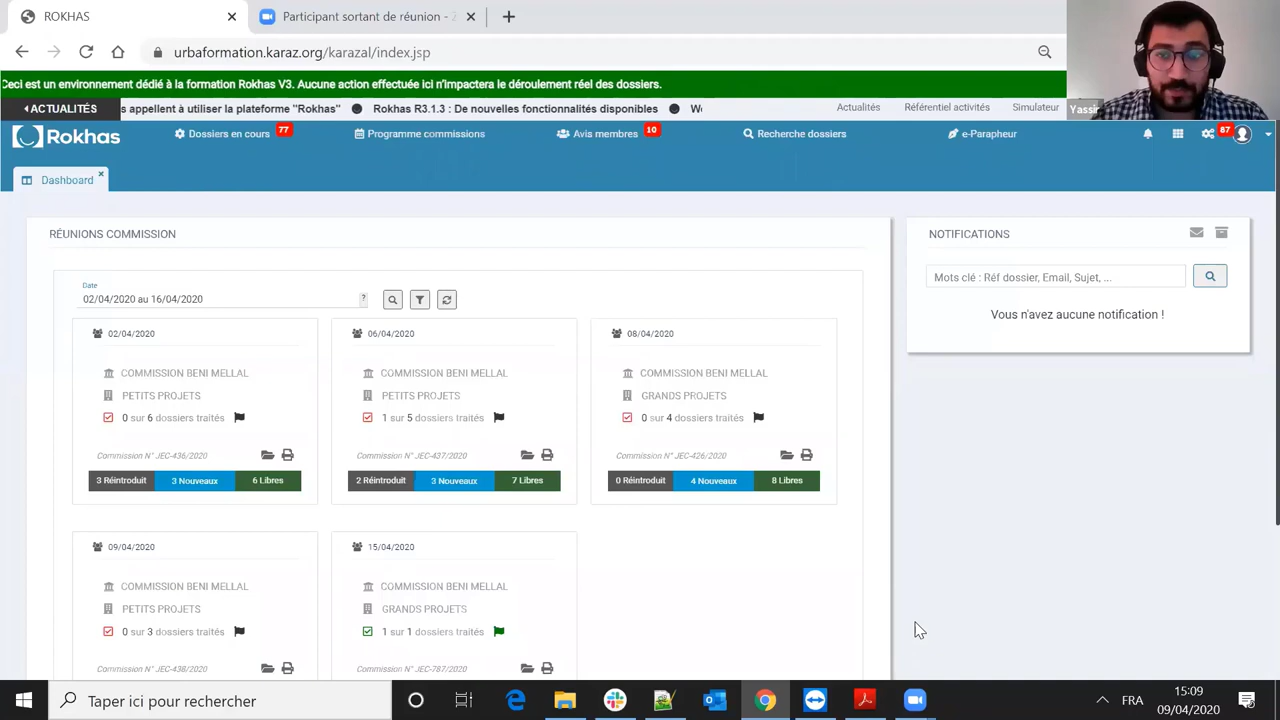 ROKHAS
Participant sortant de réunion - 2
urbaformation.karaz.org/karazal/index.jsp
Ceci est un environnement dédié à la formation Rokhas V3. Aucune action effectuée ici n'impactera le déroulement réel des dossiers.
ACTUALITÉS
s appellent à utiliser la plateforme "Rokhas"
Rokhas R3.1.3 : De nouvelles fonctionnalités disponibles
Actualités
Référentiel activités
Simulateur
Yassir
Rokhas
Dossiers en cours 77
Programme commissions
Avis membres 10
Recherche dossiers
e-Parapheur
87
Dashboard
RÉUNIONS COMMISSION
Date
02/04/2020 au 16/04/2020
?
02/04/2020
COMMISSION BENI MELLAL
PETITS PROJETS
0 sur 6 dossiers traités
Commission N° JEC-436/2020
3 Réintroduit
3 Nouveaux
6 Libres
06/04/2020
COMMISSION BENI MELLAL
PETITS PROJETS
1 sur 5 dossiers traités
Commission N° JEC-437/2020
2 Réintroduit
3 Nouveaux
7 Libres
08/04/2020
COMMISSION BENI MELLAL
GRANDS PROJETS
0 sur 4 dossiers traités
Commission N° JEC-426/2020
0 Réintroduit
4 Nouveaux
8 Libres
09/04/2020
COMMISSION BENI MELLAL
PETITS PROJETS
0 sur 3 dossiers traités
Commission N° JEC-438/2020
15/04/2020
COMMISSION BENI MELLAL
GRANDS PROJETS
1 sur 1 dossiers traités
Commission N° JEC-787/2020
NOTIFICATIONS
Mots clé : Réf dossier, Email, Sujet, ...
Vous n'avez aucune notification !
Taper ici pour rechercher
FRA
15:09
09/04/2020